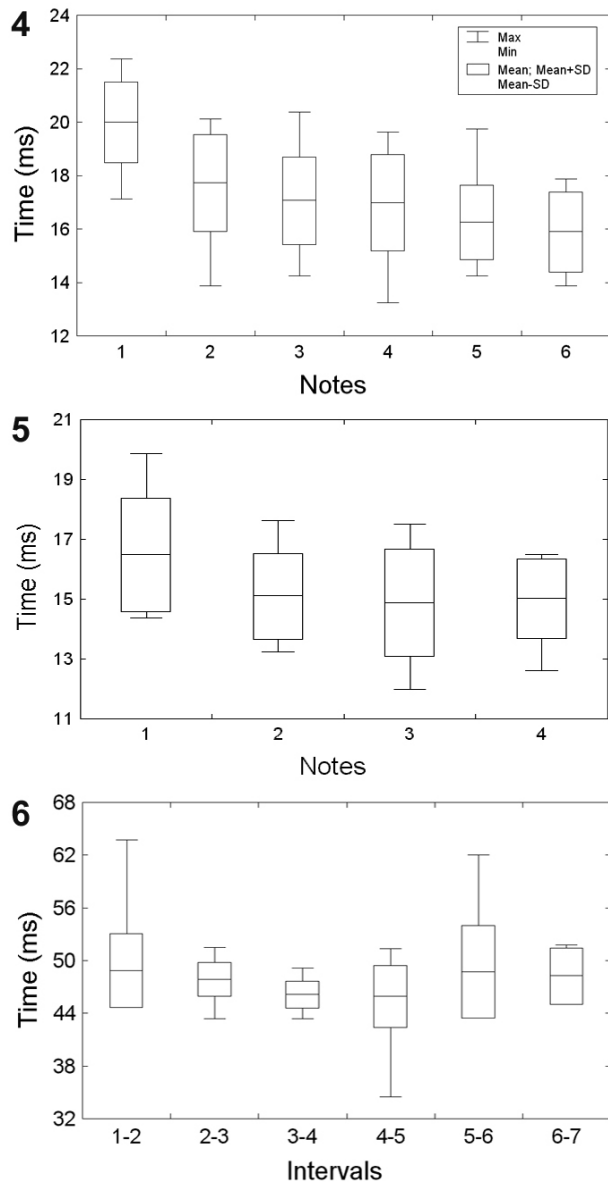 4
Max
Min
Mean; Mean+SD
Mean-SD
24
22
20
18
16
14
12
Time (ms)
1 2 3 4 5 6
Notes
5
21
19
17
15
13
11
Time (ms)
1 2 3 4
Notes
6
68
62
56
50
44
38
32
Time (ms)
1-2 2-3 3-4 4-5 5-6 6-7
Intervals